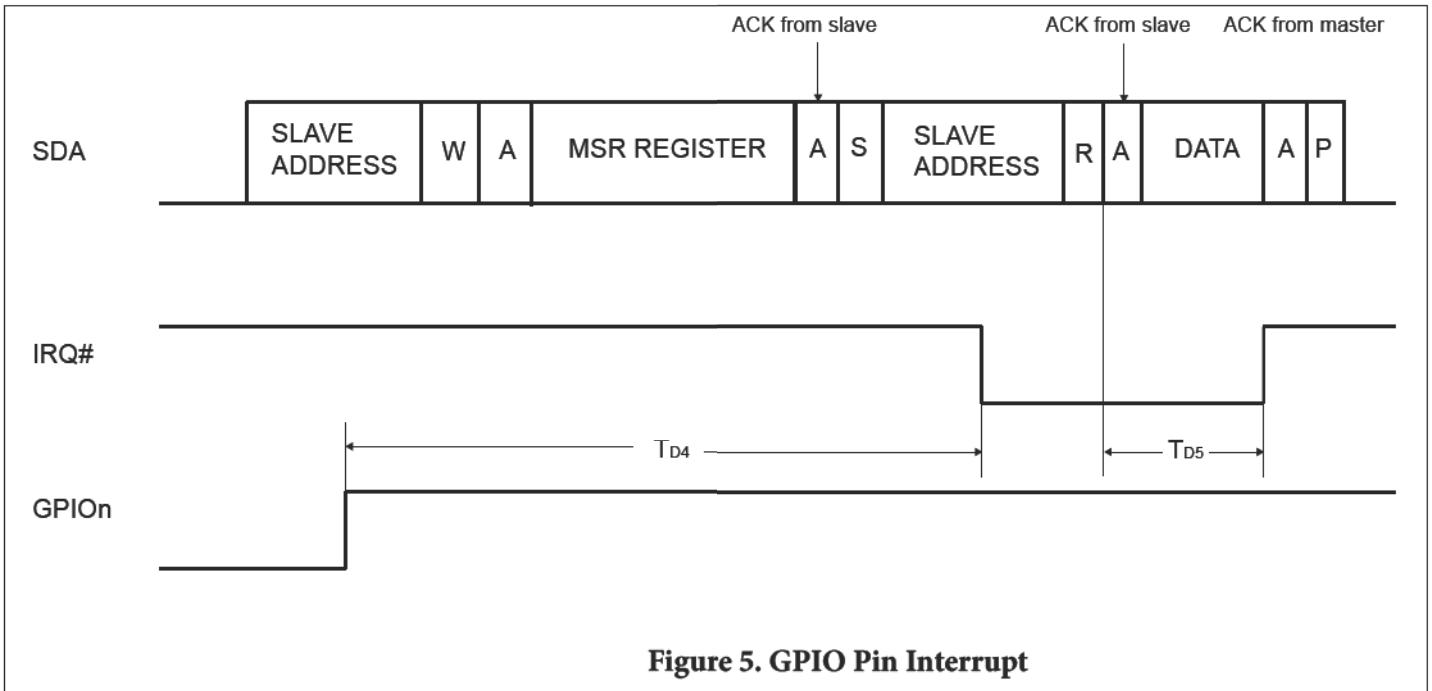 ACK from slave ACK from slave ACK from master
SDA SLAVE ADDRESS W A MSR REGISTER A S SLAVE ADDRESS R A DATA A P
IRQ#
TD4 TD5
GPIOn
Figure 5. GPIO Pin Interrupt